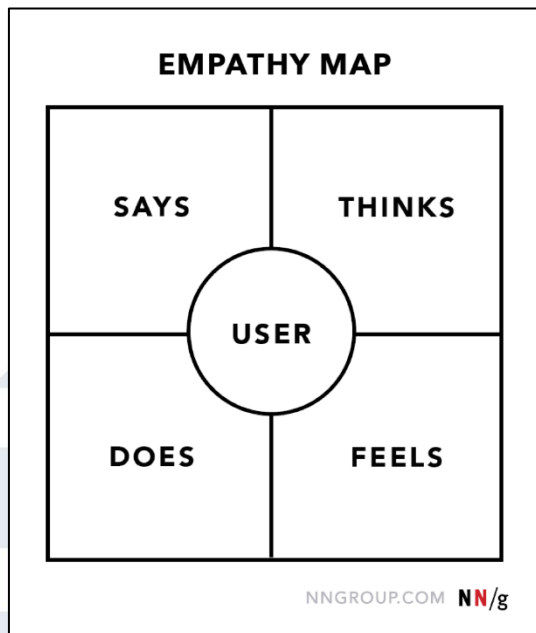 EMPATHY MAP
SAYS
THINKS
USER
DOES
FEELS
NNGROUP.COM NN/g